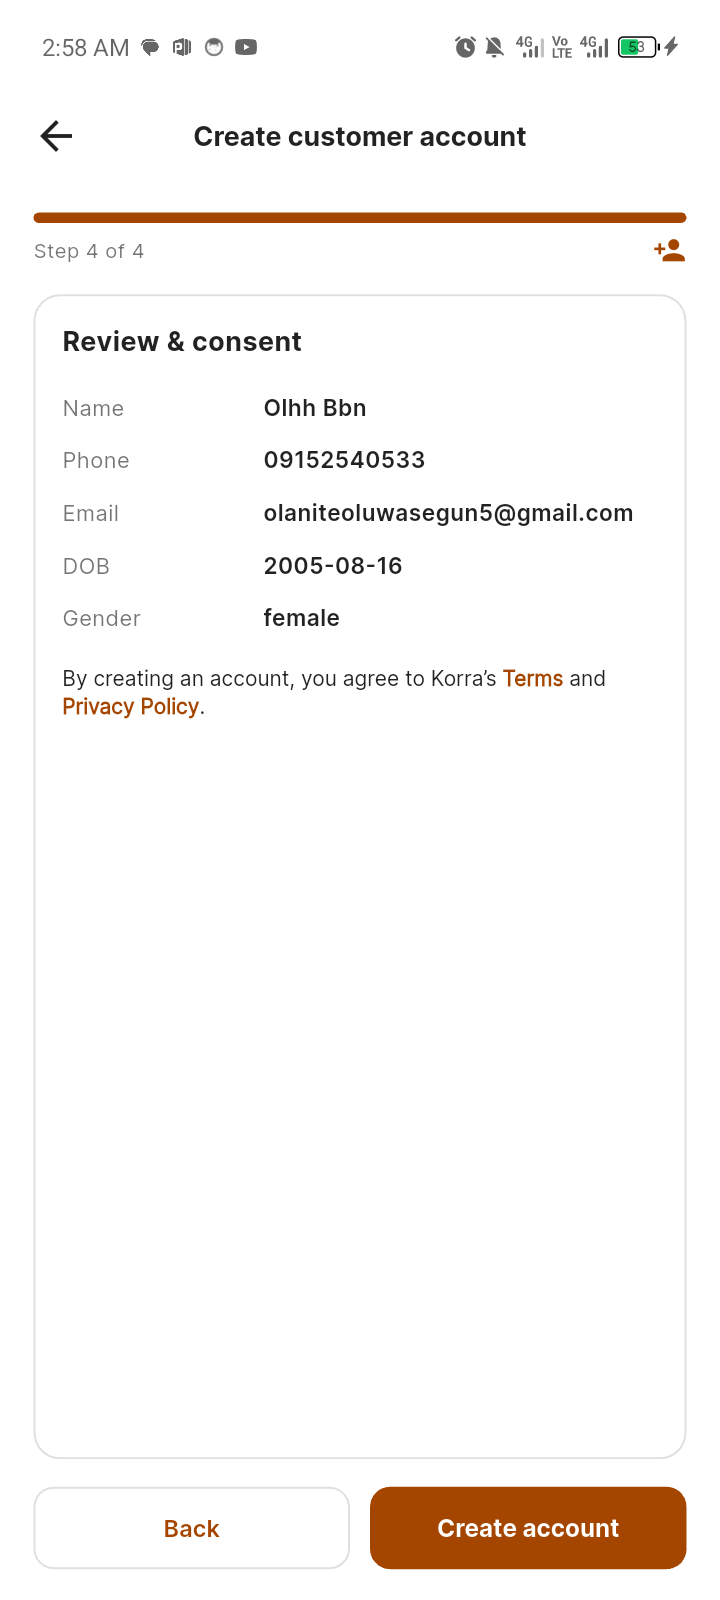 2:58 AM
4G Vo LTE 4G 53
Create customer account
Step 4 of 4
Review & consent
Name Olhh Bbn
Phone 09152540533
Email olaniteoluwasegun5@gmail.com
DOB 2005-08-16
Gender female
By creating an account, you agree to Korra’s Terms and
Privacy Policy.
Back Create account